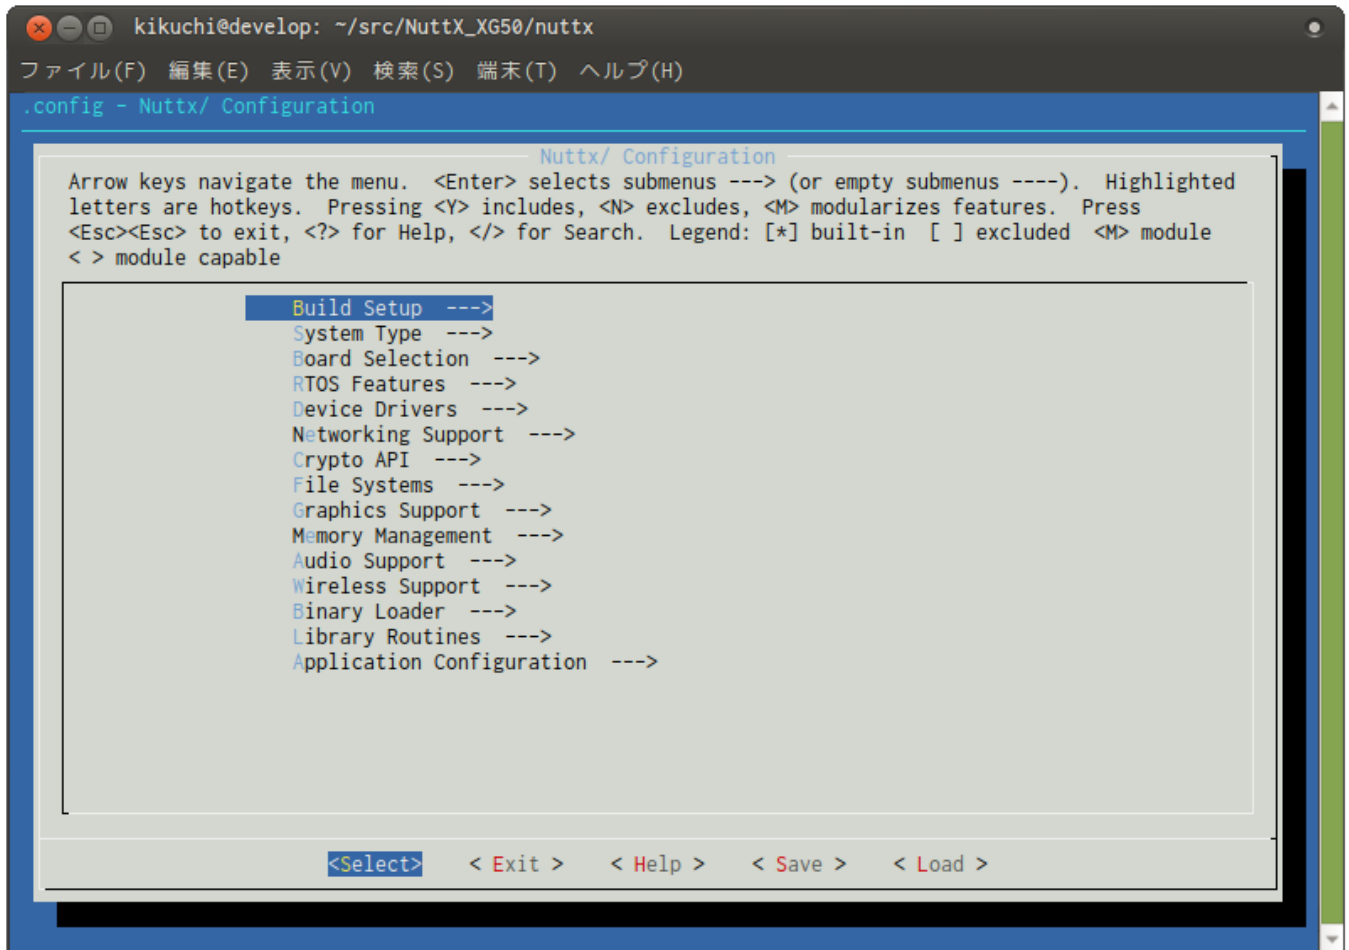 kikuchi@develop: ~/src/NuttX_XG50/nuttx
ファイル(F) 編集(E) 表示(V) 検索(S) 端末(T) ヘルプ(H)
.config - Nuttx/ Configuration
Nuttx/ Configuration
Arrow keys navigate the menu.  <Enter> selects submenus ---> (or empty submenus ----).  Highlighted
letters are hotkeys.  Pressing <Y> includes, <N> excludes, <M> modularizes features.  Press
<Esc><Esc> to exit, <?> for Help, </> for Search.  Legend: [*] built-in  [ ] excluded  <M> module
< > module capable
Build Setup  --->
System Type  --->
Board Selection  --->
RTOS Features  --->
Device Drivers  --->
Networking Support  --->
Crypto API  --->
File Systems  --->
Graphics Support  --->
Memory Management  --->
Audio Support  --->
Wireless Support  --->
Binary Loader  --->
Library Routines  --->
Application Configuration  --->
<Select>    < Exit >    < Help >    < Save >    < Load >